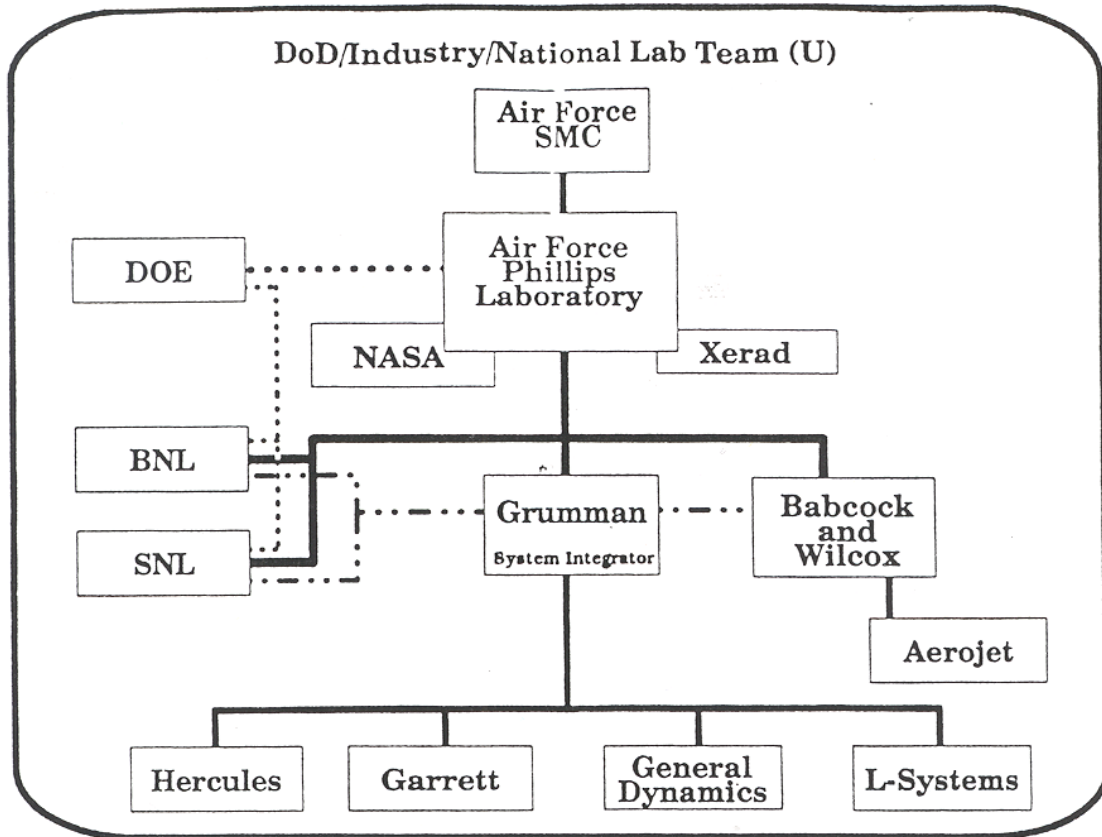 DoD/Industry/National Lab Team (U)
Air Force
SMC
Air Force
Phillips
Laboratory
DOE
NASA
Xerad
BNL
Grumman
System Integrator
Babcock
and
Wilcox
SNL
Aerojet
Hercules
Garrett
General
Dynamics
L-Systems